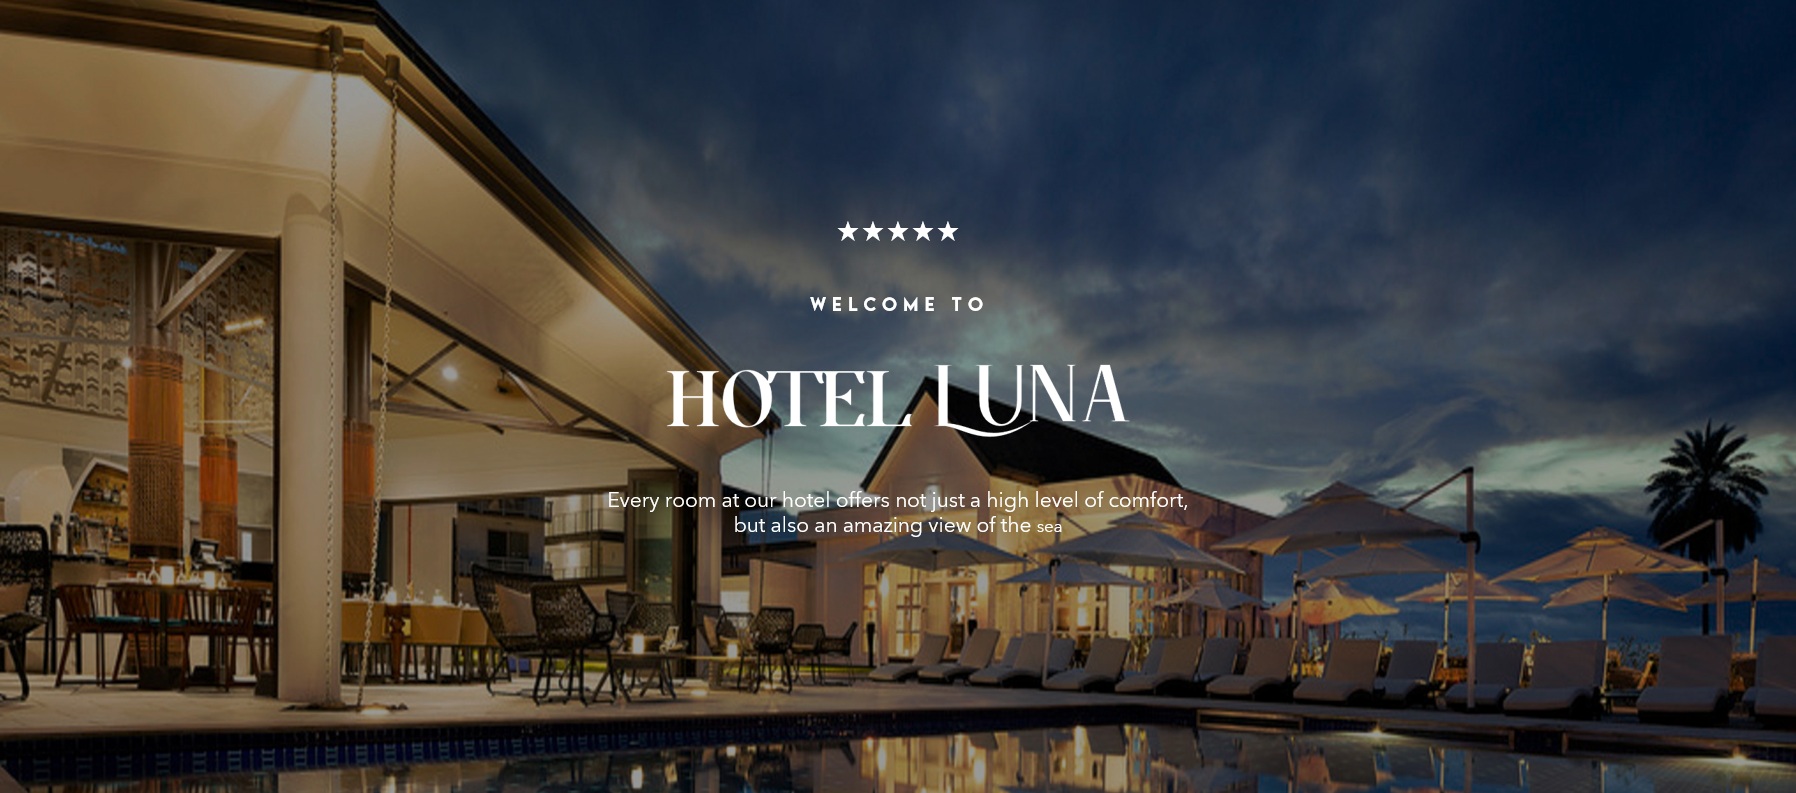 WELCOME TO
HOTEL LUNA
Every room at our hotel offers not just a high level of comfort,
but also an amazing view of the sea